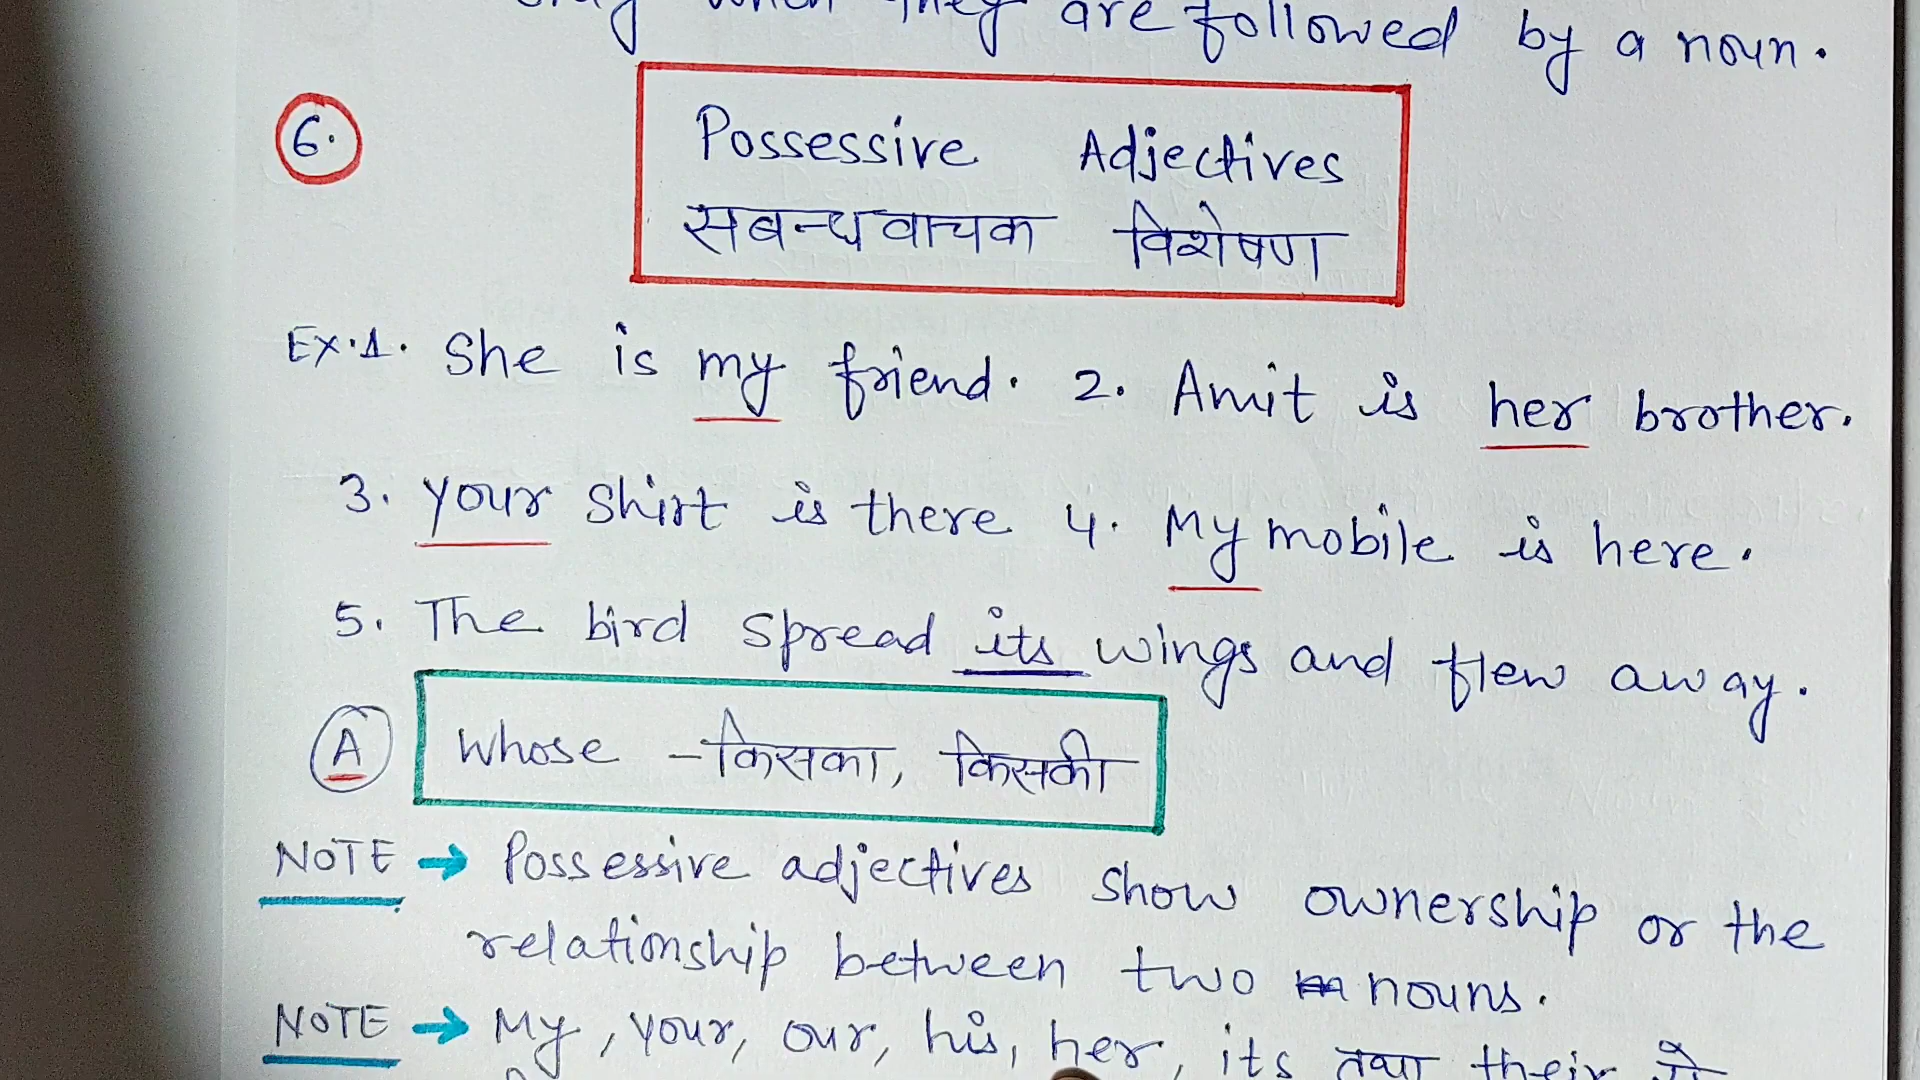 only when they are followed by a noun.
6.
Possessive Adjectives
सबन्धवाचक विशेषण
Ex.1. She is my friend. 2. Amit is her brother.
3. Your Shirt is there 4. My mobile is here.
5. The bird spread its wings and flew away.
A Whose - किसका, किसकी
NOTE → Possessive adjectives show ownership or the
relationship between two nouns.
NOTE → My, your, our, his, her, its तथा their ये